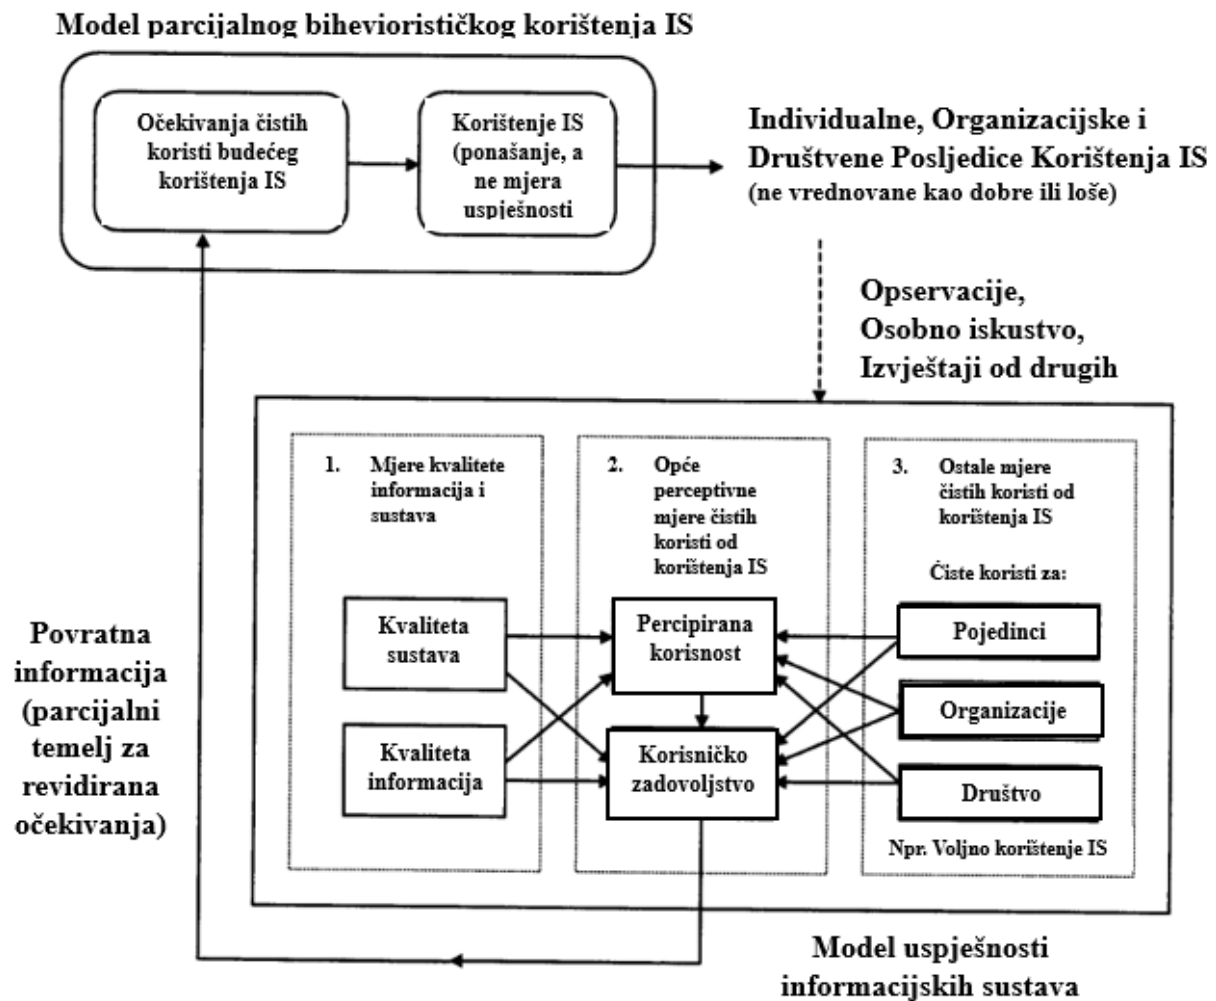 Model parcijalnog biheviorističkog korištenja IS
Očekivanja čistih
koristi budećeg
korištenja IS
Korištenje IS
(ponašanje, a
ne mjera
uspješnosti
Individualne, Organizacijske i
Društvene Posljedice Korištenja IS
(ne vrednovane kao dobre ili loše)
Opservacije,
Osobno iskustvo,
Izvještaji od drugih
1. Mjere kvalitete
informacija i
sustava
2. Opće
perceptivne
mjere čistih
koristi od
korištenja IS
3. Ostale mjere
čistih koristi od
korištenja IS
Čiste koristi za:
Kvaliteta
sustava
Kvaliteta
informacija
Percipirana
korisnost
Korisničko
zadovoljstvo
Pojedinci
Organizacije
Društvo
Npr. Voljno korištenje IS
Povratna
informacija
(parcijalni
temelj za
revidirana
očekivanja)
Model uspješnosti
informacijskih sustava